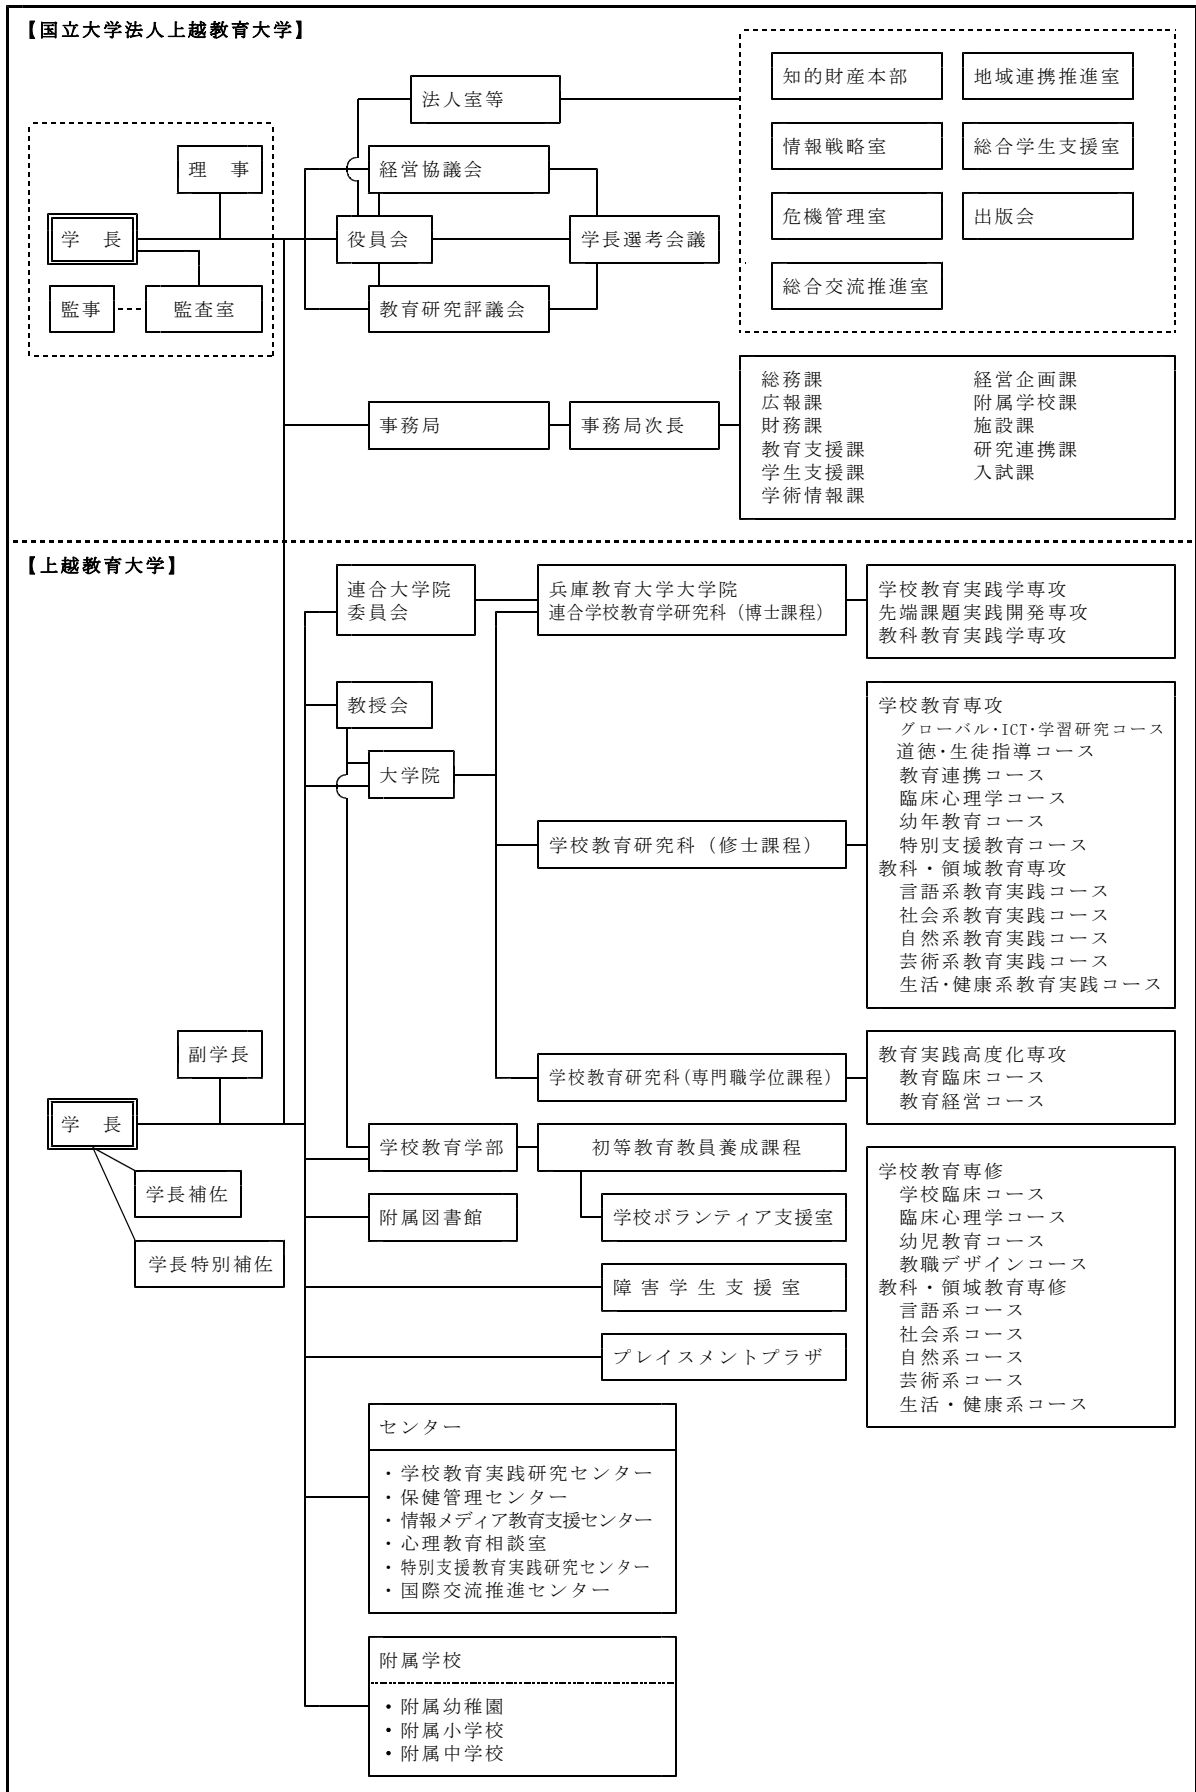 【国立大学法人上越教育大学】
法人室等
知的財産本部
地域連携推進室
情報戦略室
総合学生支援室
危機管理室
出版会
総合交流推進室
理　事
経営協議会
学　長
役員会
学長選考会議
監事
監査室
教育研究評議会
事務局
事務局次長
総務課
広報課
財務課
教育支援課
学生支援課
学術情報課
経営企画課
附属学校課
施設課
研究連携課
入試課
【上越教育大学】
連合大学院
委員会
兵庫教育大学大学院
連合学校教育学研究科（博士課程）
学校教育実践学専攻
先端課題実践開発専攻
教科教育実践学専攻
教授会
大学院
学校教育研究科（修士課程）
学校教育専攻
グローバル・ICT・学習研究コース
道徳・生徒指導コース
教育連携コース
臨床心理学コース
幼年教育コース
特別支援教育コース
教科・領域教育専攻
言語系教育実践コース
社会系教育実践コース
自然系教育実践コース
芸術系教育実践コース
生活・健康系教育実践コース
副学長
学校教育研究科(専門職学位課程)
教育実践高度化専攻
教育臨床コース
教育経営コース
学　長
学長補佐
学長特別補佐
学校教育学部
初等教育教員養成課程
学校教育専修
学校臨床コース
臨床心理学コース
幼児教育コース
教職デザインコース
教科・領域教育専修
言語系コース
社会系コース
自然系コース
芸術系コース
生活・健康系コース
附属図書館
学校ボランティア支援室
障害学生支援室
プレイスメントプラザ
センター
・学校教育実践研究センター
・保健管理センター
・情報メディア教育支援センター
・心理教育相談室
・特別支援教育実践研究センター
・国際交流推進センター
附属学校
・附属幼稚園
・附属小学校
・附属中学校